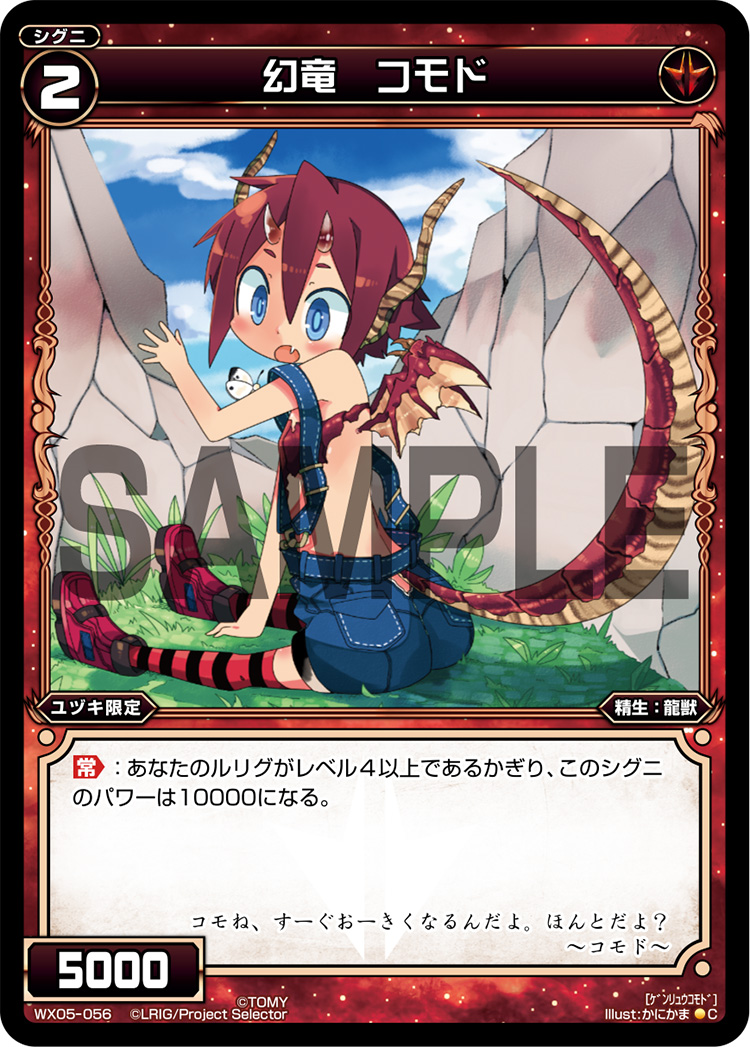 シグニ
2
幻竜　コモド
SAMPLE
ユヅキ限定
精生：龍獣
常：あなたのルリグがレベル４以上であるかぎり、このシグニ
のパワーは10000になる。
コモね、すーぐおーきくなるんだよ。ほんとだよ？
～コモド～
5000
WX05-056 ©LRIG/Project Selector
©TOMY
[ｹﾞﾝﾘｭｳｺﾓﾄﾞ]
Illust:かにかま C